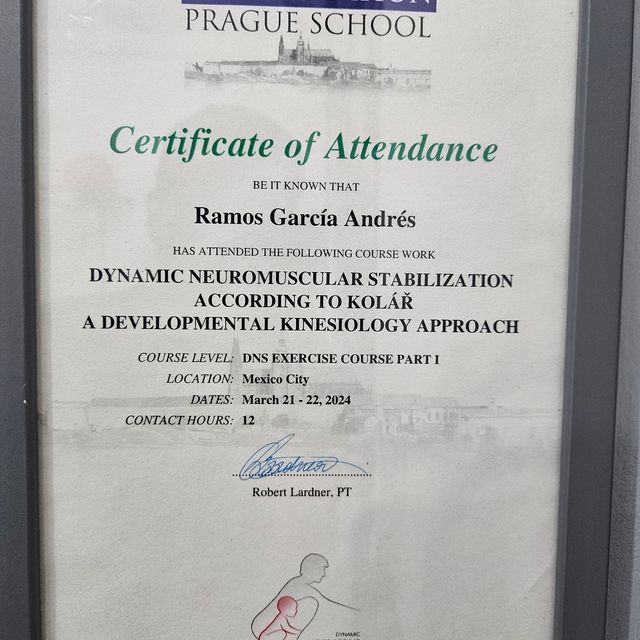 PRAGUE SCHOOL
Certificate of Attendance
BE IT KNOWN THAT
Ramos García Andrés
HAS ATTENDED THE FOLLOWING COURSE WORK
DYNAMIC NEUROMUSCULAR STABILIZATION
ACCORDING TO KOLÁŘ
A DEVELOPMENTAL KINESIOLOGY APPROACH
COURSE LEVEL: DNS EXERCISE COURSE PART I
LOCATION: Mexico City
DATES: March 21 - 22, 2024
CONTACT HOURS: 12
Robert Lardner, PT
DYNAMIC